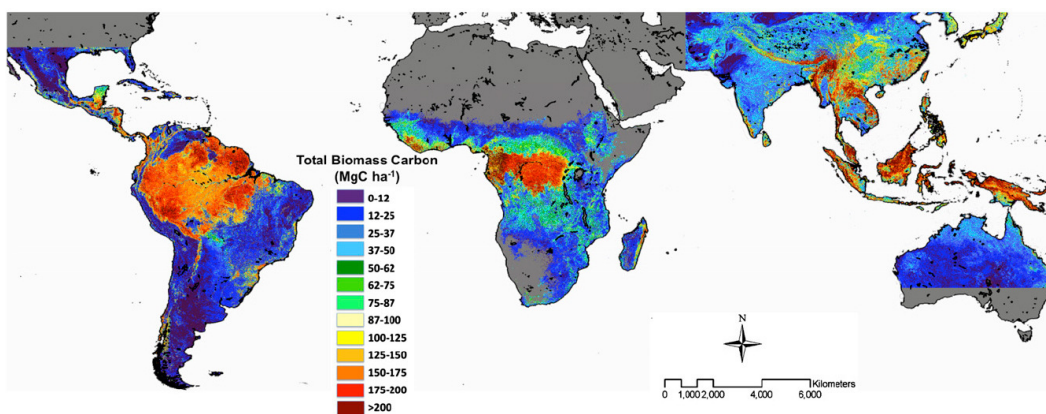 Total Biomass Carbon
(MgC ha⁻¹)
0-12
12-25
25-37
37-50
50-62
62-75
75-87
87-100
100-125
125-150
150-175
175-200
>200
N
Kilometers
0 1,000 2,000 4,000 6,000